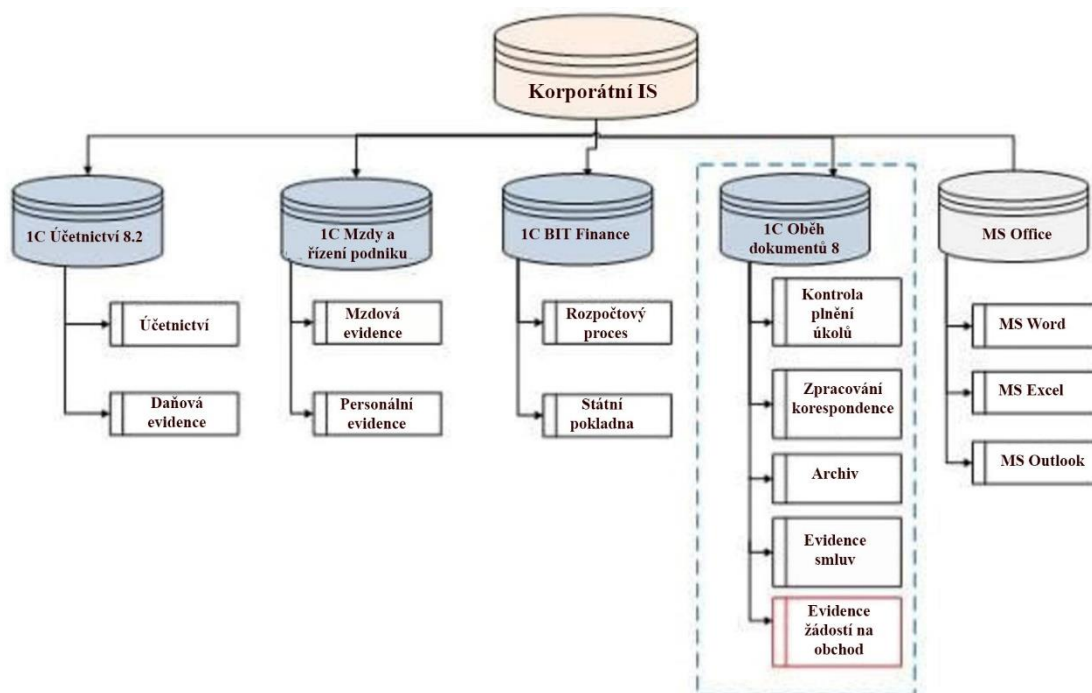 Korporátní IS
1C Účetnictví 8.2
Účetnictví
Daňová
evidence
1C Mzdy a
řízení podniku
Mzdová
evidence
Personální
evidence
1C BIT Finance
Rozpočtový
proces
Státní
pokladna
1C Oběh
dokumentů 8
Kontrola
plnění
úkolů
Zpracování
korespondence
Archiv
Evidence
smluv
Evidence
žádostí na
obchod
MS Office
MS Word
MS Excel
MS Outlook